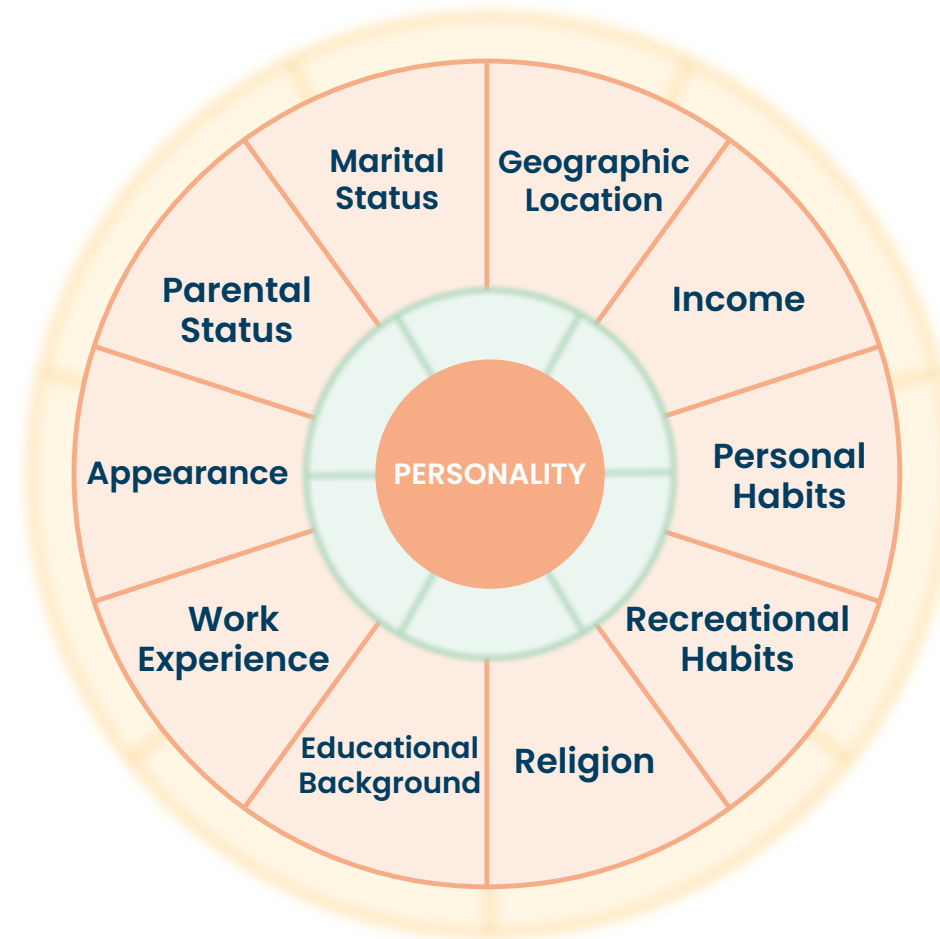 Marital
Status
Geographic
Location
Income
Personal
Habits
Recreational
Habits
Religion
Educational
Background
Work
Experience
Appearance
Parental
Status
PERSONALITY